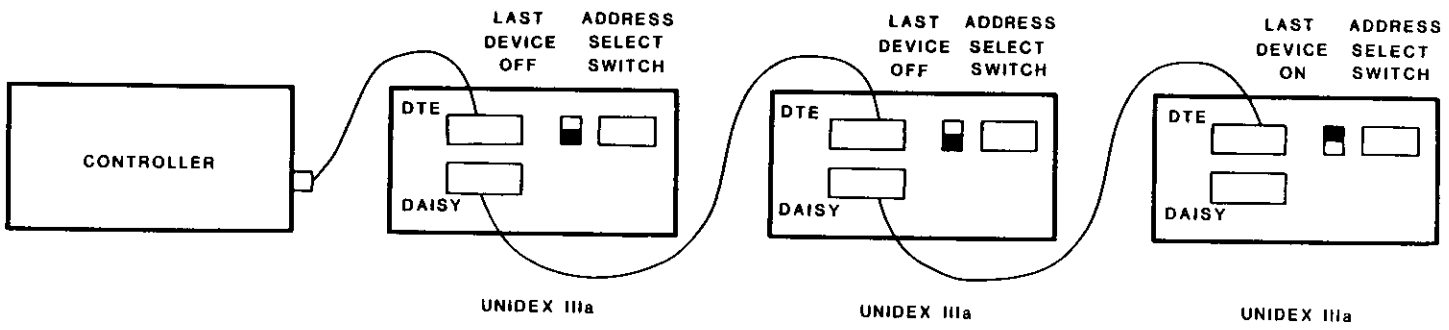 LAST DEVICE OFF
ADDRESS SELECT SWITCH
LAST DEVICE OFF
ADDRESS SELECT SWITCH
LAST DEVICE ON
ADDRESS SELECT SWITCH
CONTROLLER
DTE
DAISY
DTE
DAISY
DTE
DAISY
UNIDEX IIIa
UNIDEX IIIa
UNIDEX IIIa